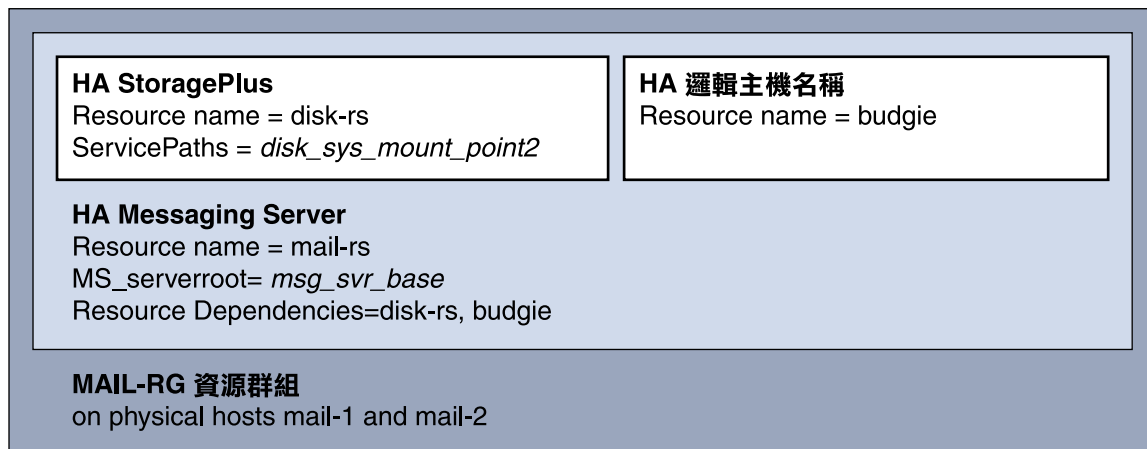 HA StoragePlus
Resource name = disk-rs
ServicePaths = disk_sys_mount_point2
HA 邏輯主機名稱
Resource name = budgie
HA Messaging Server
Resource name = mail-rs
MS_serverroot= msg_svr_base
Resource Dependencies=disk-rs, budgie
MAIL-RG 資源群組
on physical hosts mail-1 and mail-2